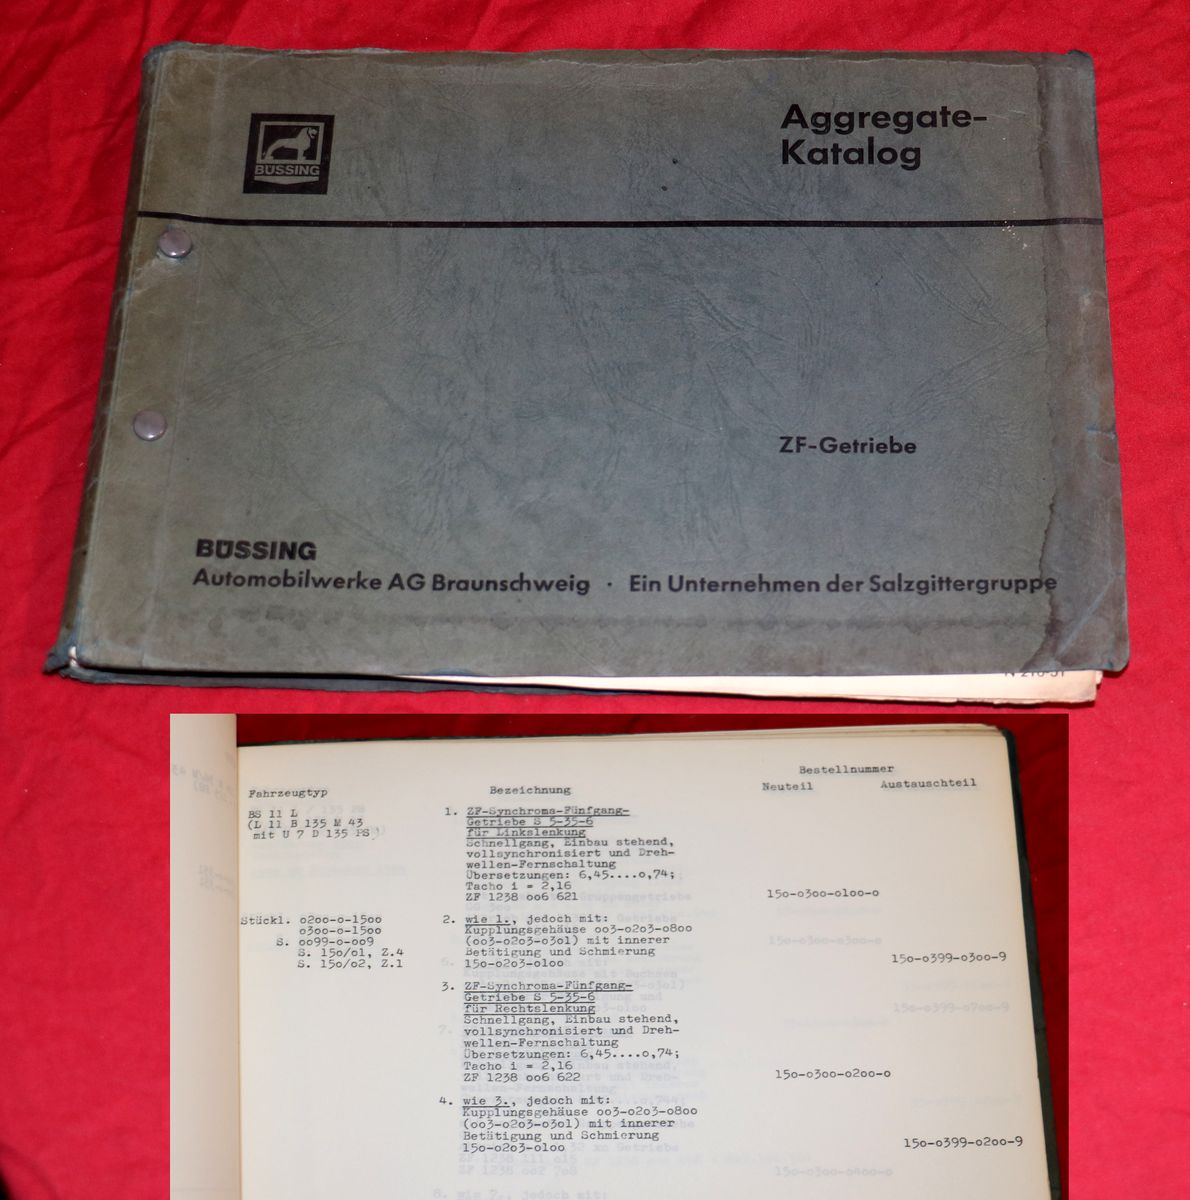 BÜSSING
Aggregate-
Katalog
ZF-Getriebe
BÜSSING
Automobilwerke AG Braunschweig · Ein Unternehmen der Salzgittergruppe
Fahrzeugtyp
Bezeichnung
Bestellnummer
Neuteil
Austauschteil
BS 11 L
(L 11 B 135 M 43
mit U 7 D 135 PS)
1. ZF-Synchroma-Fünfgang-
Getriebe S 5-35-6
für Linkslenkung
Schnellgang, Einbau stehend,
vollsynchronisiert und Dreh-
wellen-Fernschaltung
Übersetzungen: 6,45....o,74;
Tacho i = 2,16
ZF 1238 oo6 621
15o-o3oo-o1oo-o
Stückl. o2oo-o-15oo
o3oo-o-15oo
S. oo99-o-oo9
S. 15o/o1, Z.4
S. 15o/o2, Z.1
2. wie 1., jedoch mit:
Kupplungsgehäuse oo3-o2o3-o8oo
(oo3-o2o3-o3o1) mit innerer
Betätigung und Schmierung
15o-o2o3-o1oo
15o-o399-o3oo-9
3. ZF-Synchroma-Fünfgang-
Getriebe S 5-35-6
für Rechtslenkung
Schnellgang, Einbau stehend,
vollsynchronisiert und Dreh-
wellen-Fernschaltung
Übersetzungen: 6,45....o,74;
Tacho i = 2,16
ZF 1238 oo6 622
15o-o3oo-o2oo-o
4. wie 3., jedoch mit:
Kupplungsgehäuse oo3-o2o3-o8oo
(oo3-o2o3-o3o1) mit innerer
Betätigung und Schmierung
15o-o2o3-o1oo
15o-o399-o2oo-9